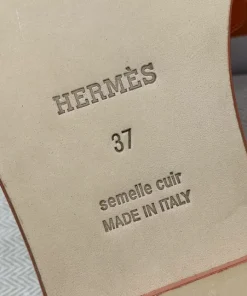 HERMÈS
37
semelle cuir
MADE IN ITALY